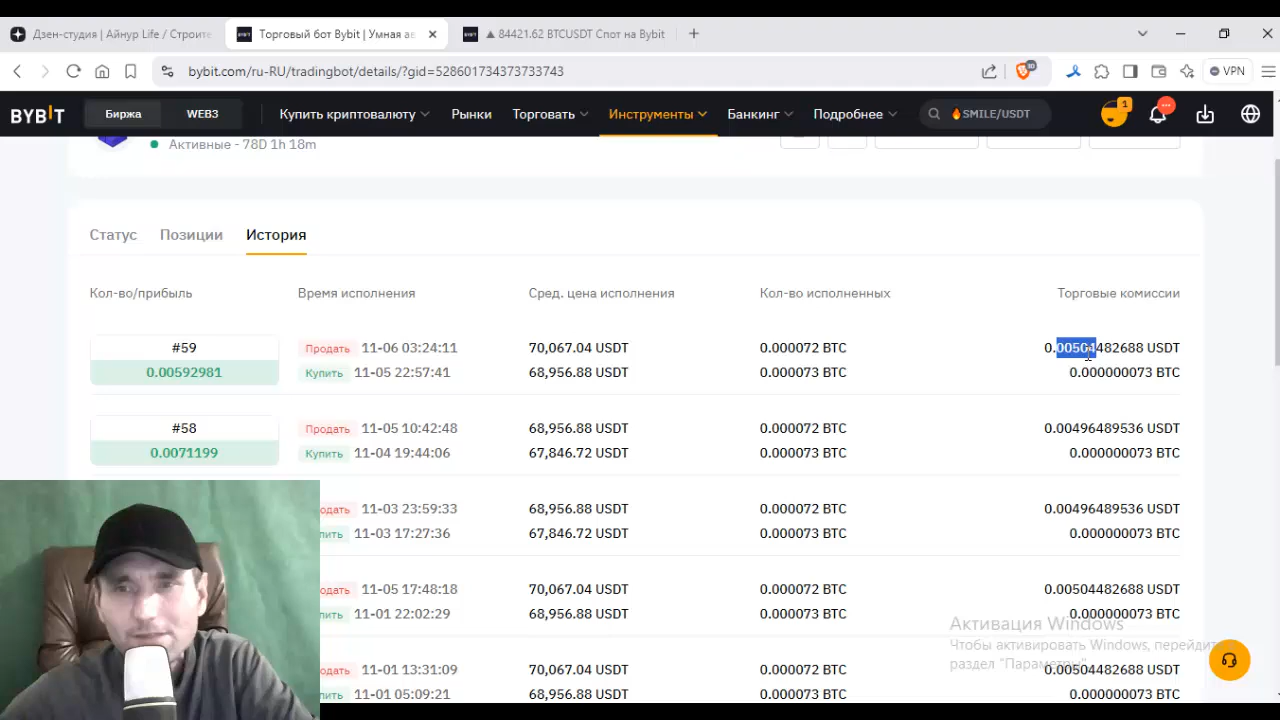 Дзен-студия | Айнур Life / Строите
Торговый бот Bybit | Умная ав
▲ 84421.62 BTCUSDT Спот на Bybit
bybit.com/ru-RU/tradingbot/details/?gid=528601734373733743
VPN
BYBIT
Биржа
WEB3
Купить криптовалюту
Рынки
Торговать
Инструменты
Банкинг
Подробнее
SMILE/USDT
1
Активные - 78D 1h 18m
Статус
Позиции
История
Кол-во/прибыль
Время исполнения
Сред. цена исполнения
Кол-во исполненных
Торговые комиссии
#59
Продать 11-06 03:24:11
70,067.04 USDT
0.000072 BTC
0.00504482688 USDT
0.00592981
Купить 11-05 22:57:41
68,956.88 USDT
0.000073 BTC
0.000000073 BTC
#58
Продать 11-05 10:42:48
68,956.88 USDT
0.000072 BTC
0.00496489536 USDT
0.0071199
Купить 11-04 19:44:06
67,846.72 USDT
0.000073 BTC
0.000000073 BTC
одать 11-03 23:59:33
68,956.88 USDT
0.000072 BTC
0.00496489536 USDT
пить 11-03 17:27:36
67,846.72 USDT
0.000073 BTC
0.000000073 BTC
одать 11-05 17:48:18
70,067.04 USDT
0.000072 BTC
0.00504482688 USDT
пить 11-01 22:02:29
68,956.88 USDT
0.000073 BTC
0.000000073 BTC
одать 11-01 13:31:09
70,067.04 USDT
0.000072 BTC
0.00504482688 USDT
пить 11-01 05:09:21
68,956.88 USDT
0.000073 BTC
0.000000073 BTC
Активация Windows
Чтобы активировать Windows, перейдит
раздел "Параметры"